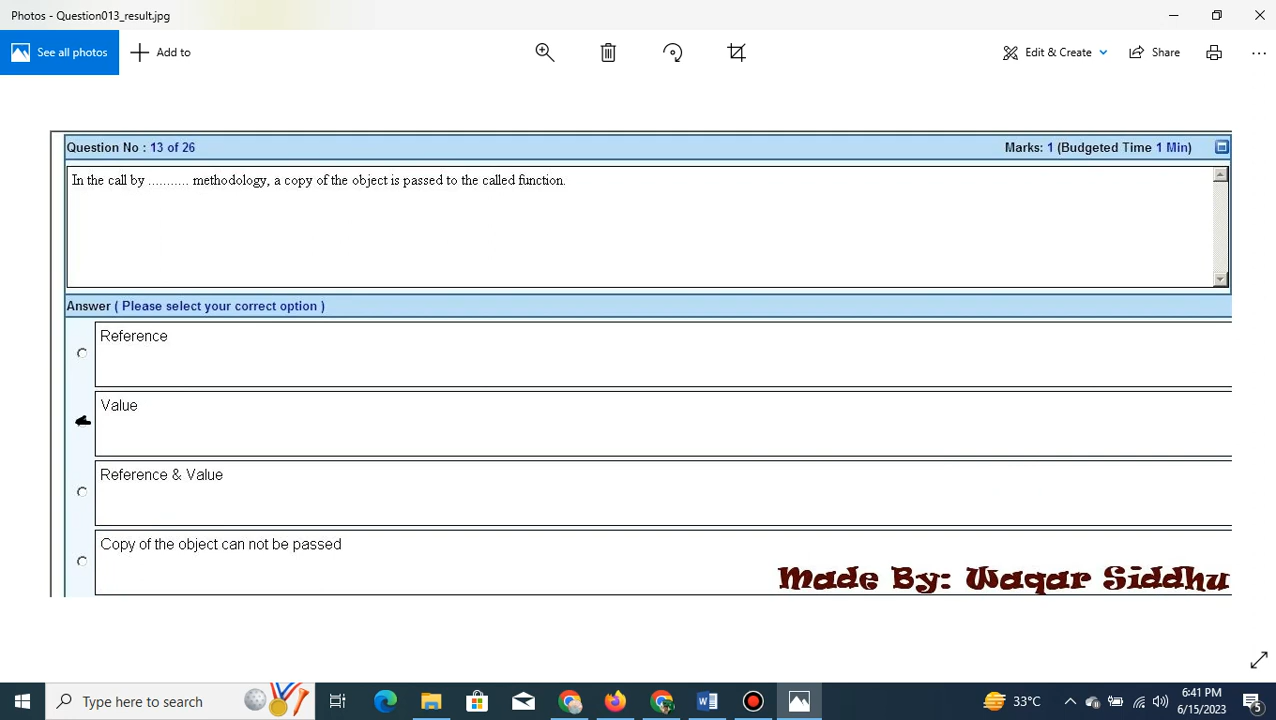 Photos - Question013_result.jpg
See all photos
Add to
Edit & Create
Share
Question No : 13 of 26
Marks: 1 (Budgeted Time 1 Min)
In the call by ........... methodology, a copy of the object is passed to the called function.
Answer ( Please select your correct option )
Reference
Value
Reference & Value
Copy of the object can not be passed
Made By: Waqar Siddhu
Type here to search
33°C
6:41 PM
6/15/2023
5